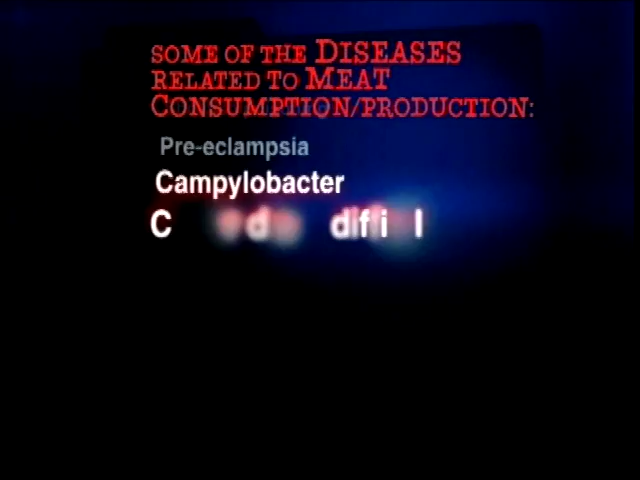 SOME OF THE DISEASES
RELATED TO MEAT
CONSUMPTION/PRODUCTION:
Pre-eclampsia
Campylobacter